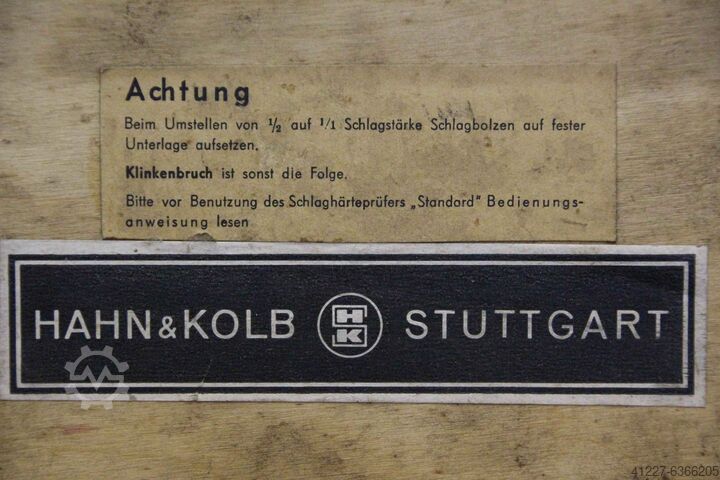 Achtung
Beim Umstellen von ½ auf ¹/1 Schlagstärke Schlagbolzen auf fester
Unterlage aufsetzen.
Klinkenbruch ist sonst die Folge.
Bitte vor Benutzung des Schlaghärteprüfers „Standard" Bedienungs-
anweisung lesen
HAHN & KOLB HK STUTTGART
41227-6366205